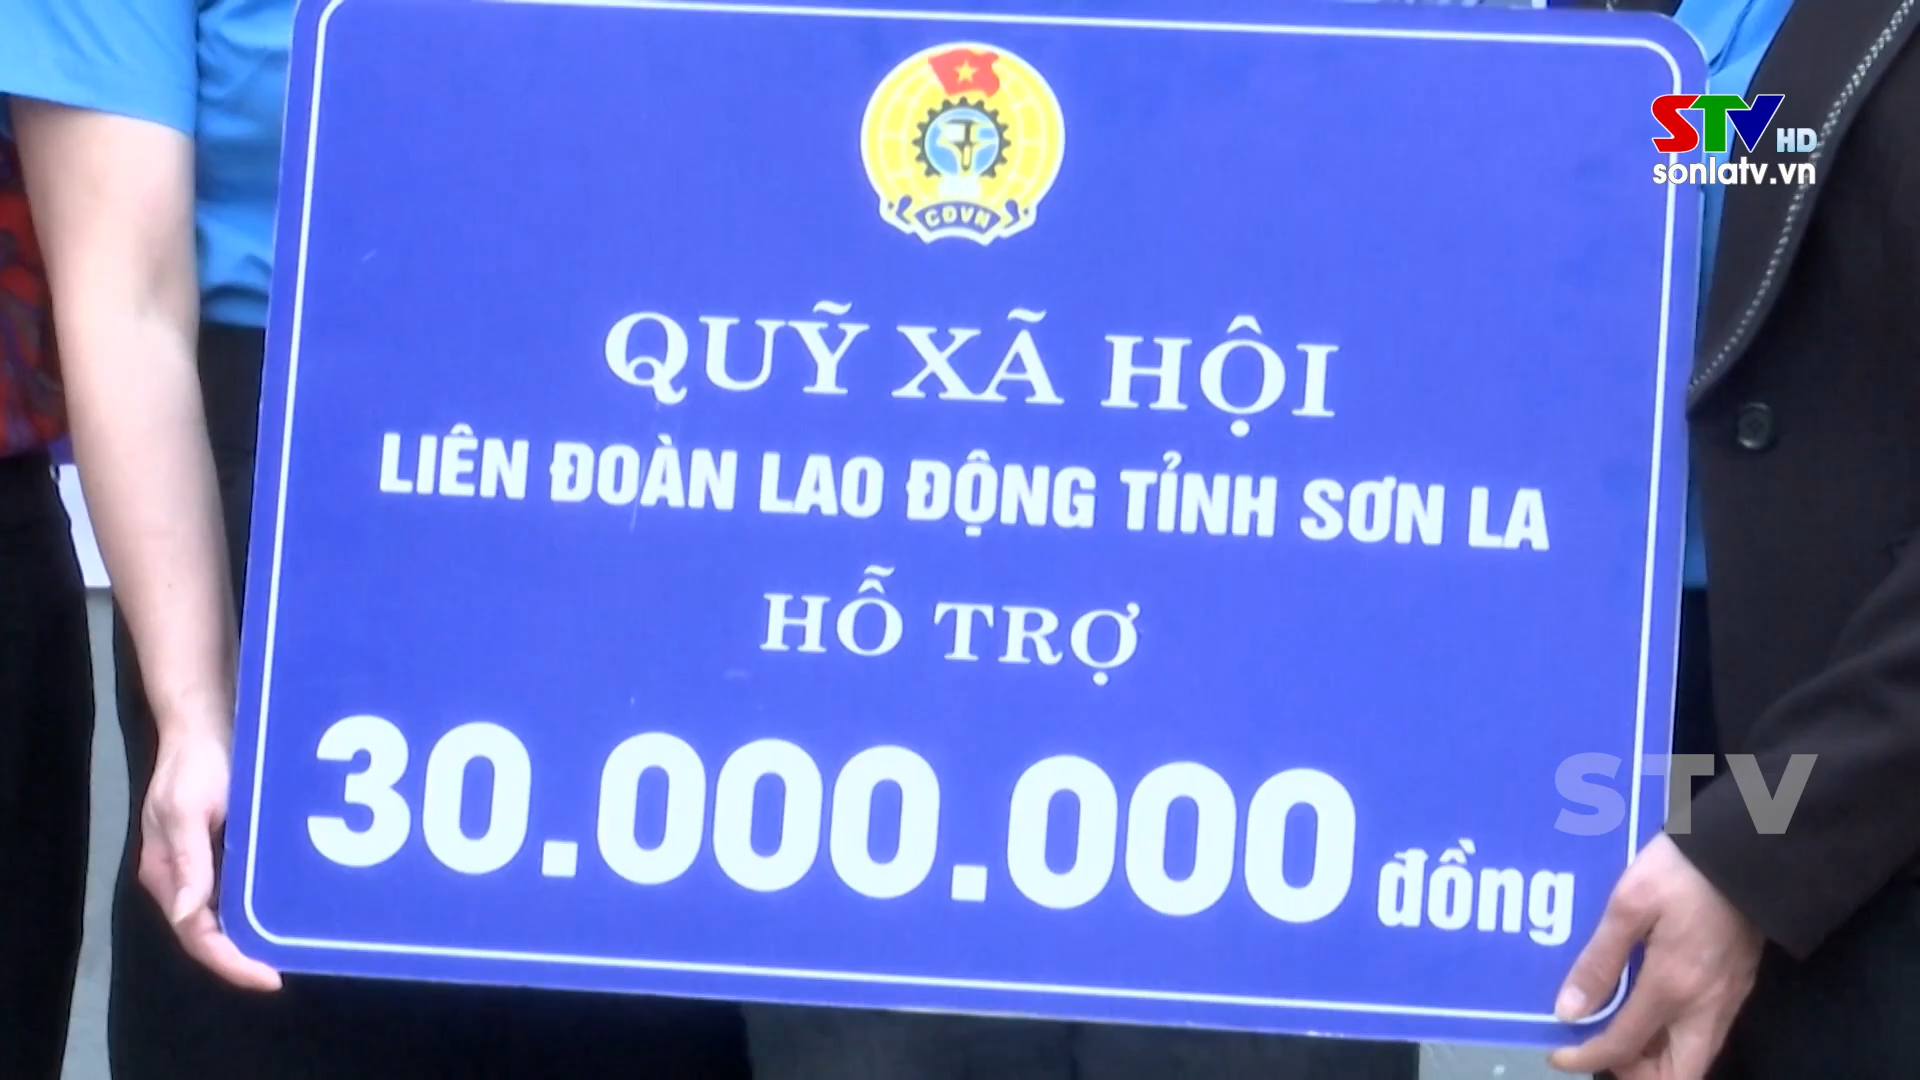 STV HD
sonlatv.vn
CĐVN
QUỸ XÃ HỘI
LIÊN ĐOÀN LAO ĐỘNG TỈNH SƠN LA
HỖ TRỢ
30.000.000 đồng
STV